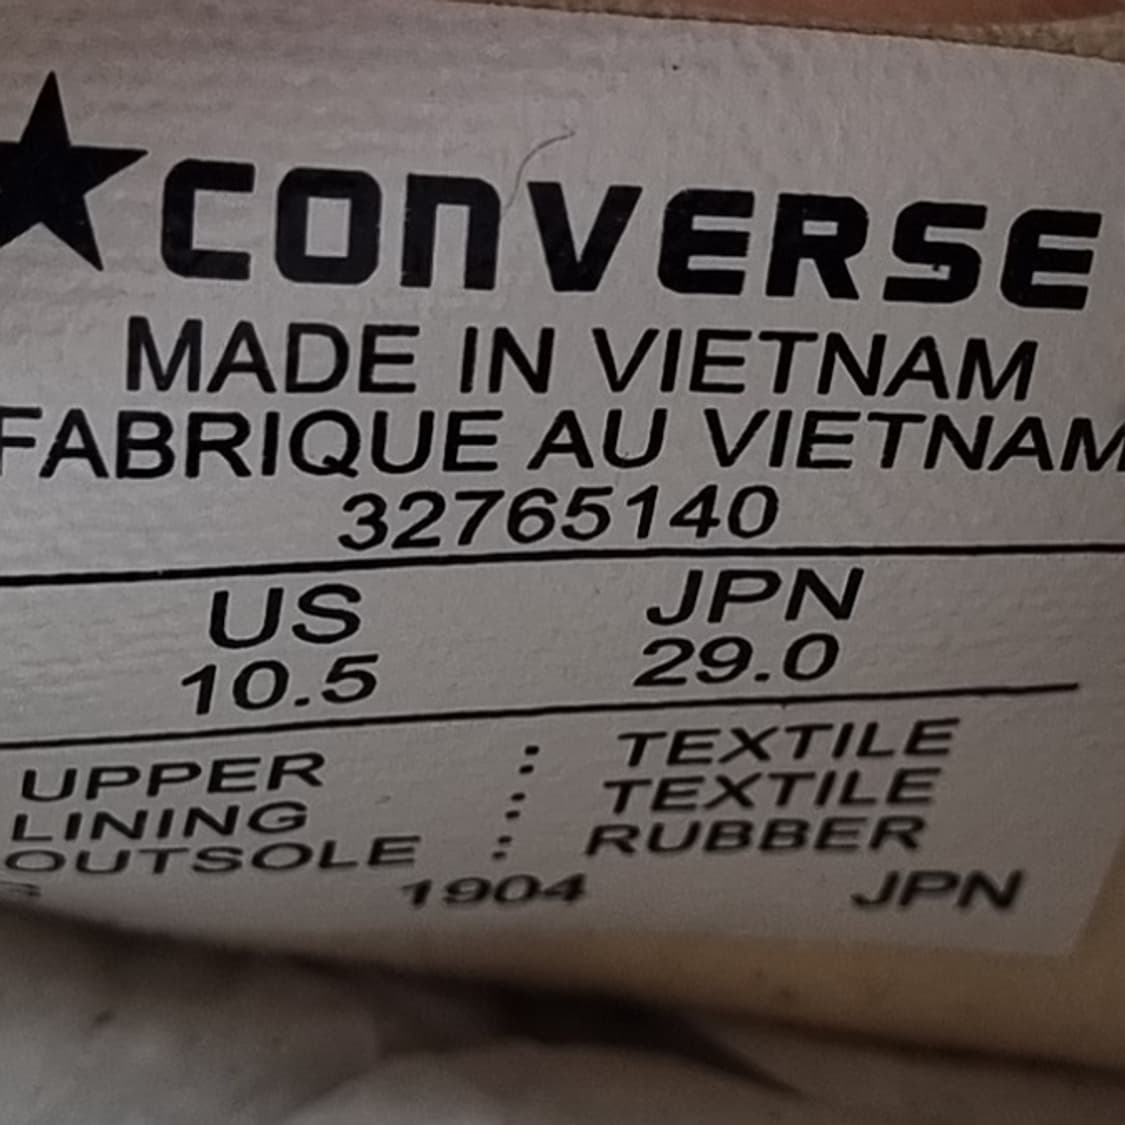 CONVERSE
MADE IN VIETNAM
FABRIQUE AU VIETNAM
32765140
US JPN
10.5 29.0
UPPER : TEXTILE
LINING : TEXTILE
OUTSOLE : RUBBER
1904 JPN